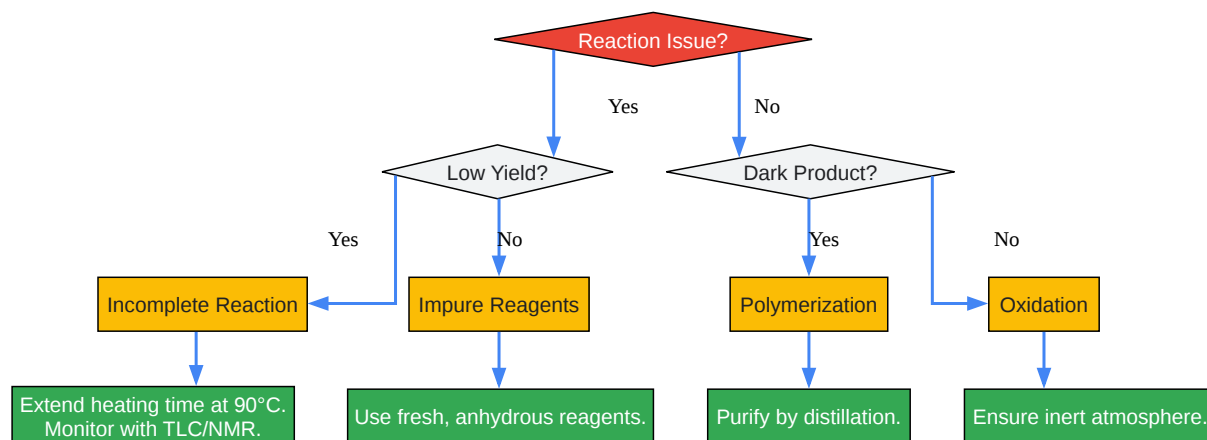 Reaction Issue?
Yes
No
Low Yield?
Dark Product?
Yes
No
Yes
No
Incomplete Reaction
Impure Reagents
Polymerization
Oxidation
Extend heating time at 90°C.
Monitor with TLC/NMR.
Use fresh, anhydrous reagents.
Purify by distillation.
Ensure inert atmosphere.